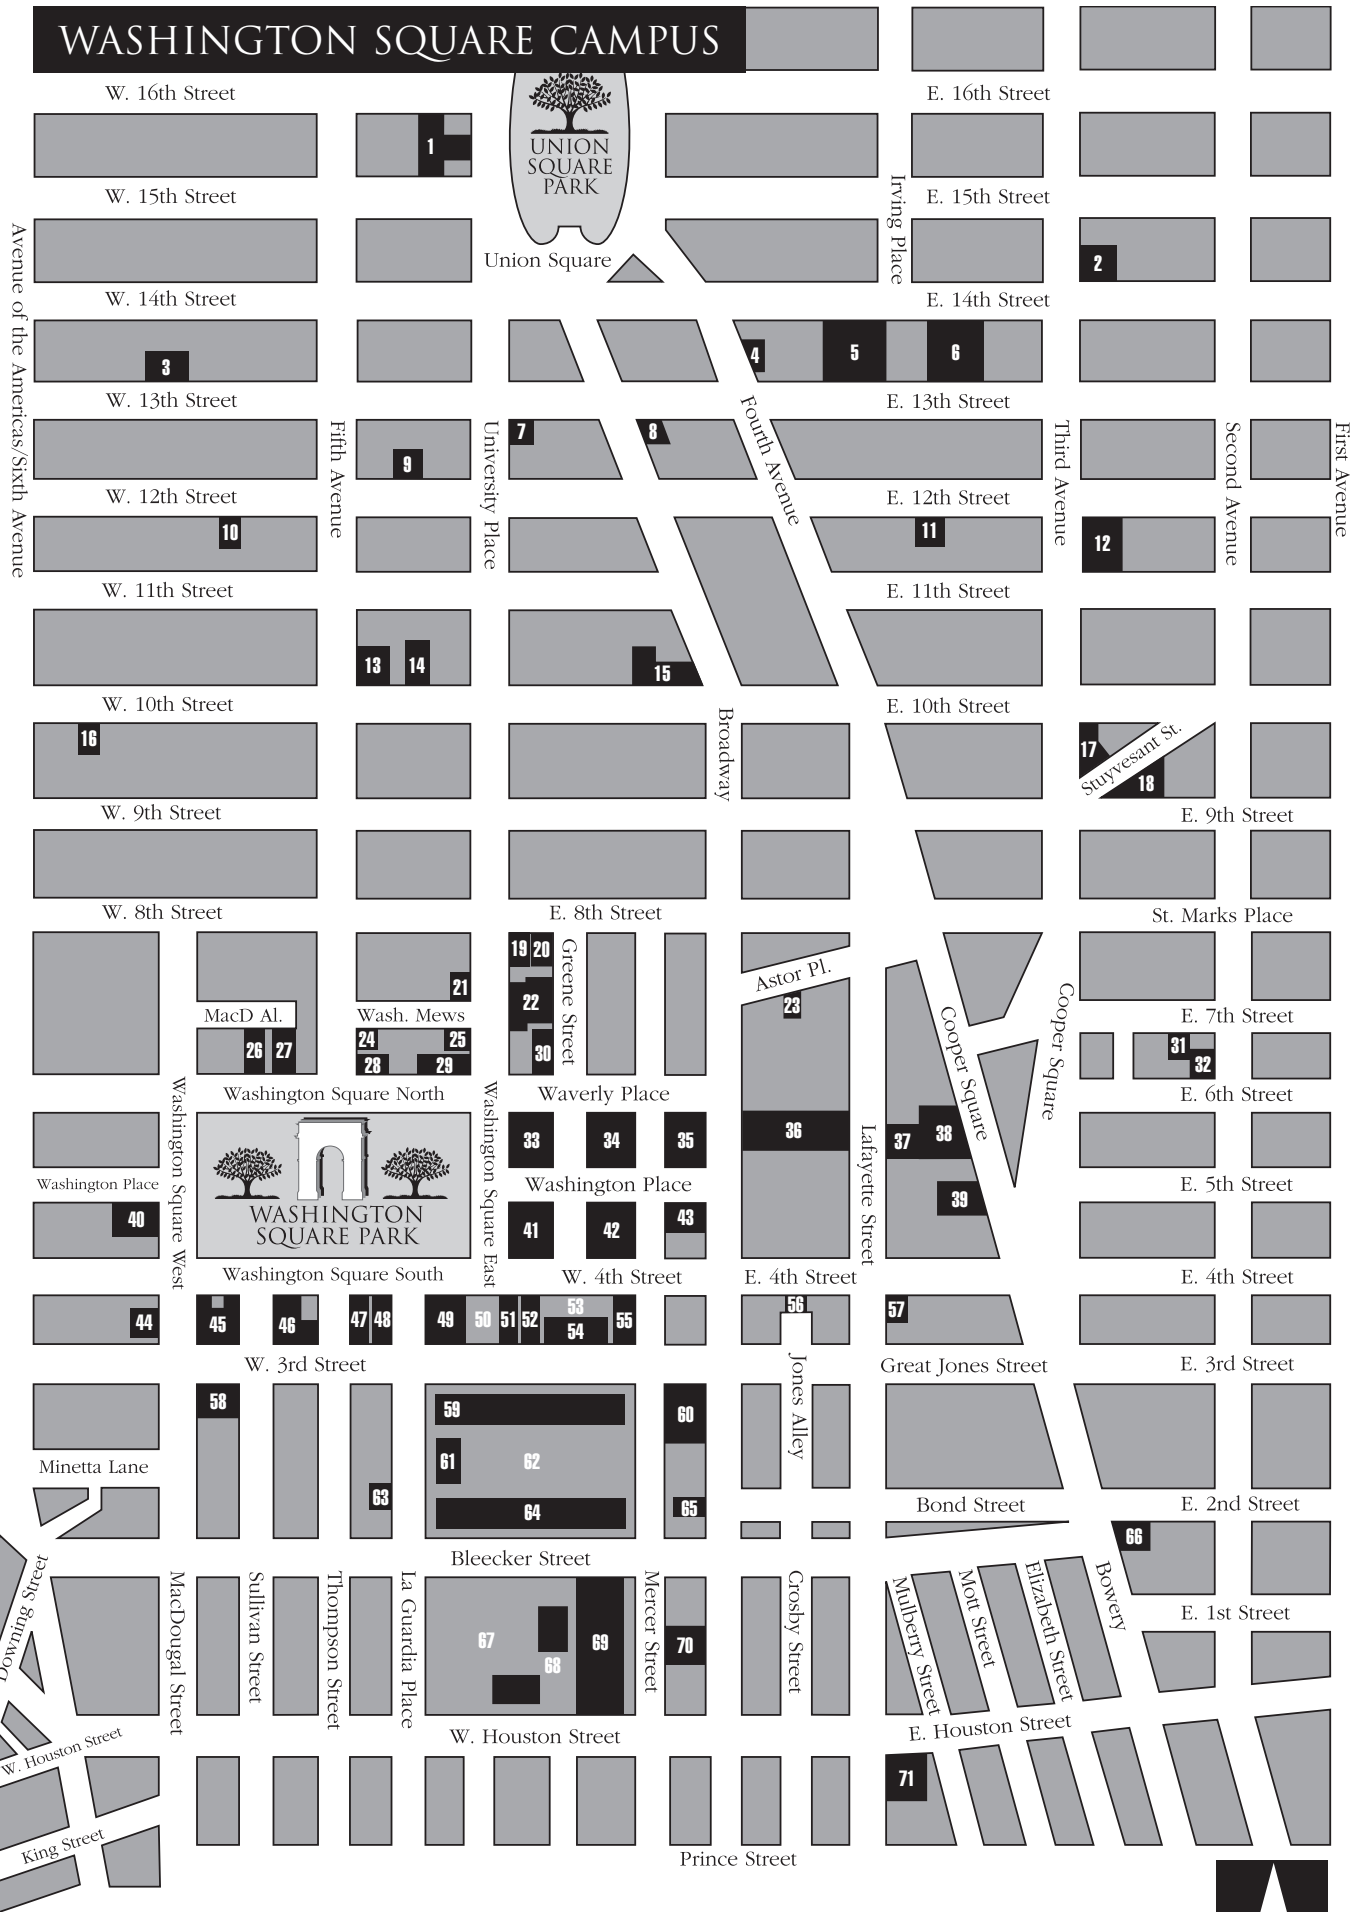 WASHINGTON SQUARE CAMPUS
W. 16th Street
E. 16th Street
UNION
SQUARE
PARK
1
W. 15th Street
Irving Place
E. 15th Street
Avenue of the Americas/Sixth Avenue
Union Square
2
W. 14th Street
E. 14th Street
3
4
5
6
W. 13th Street
Fourth Avenue
E. 13th Street
Fifth Avenue
University Place
Third Avenue
Second Avenue
First Avenue
7
8
9
W. 12th Street
E. 12th Street
10
11
12
W. 11th Street
E. 11th Street
13
14
15
W. 10th Street
Broadway
E. 10th Street
16
17
Stuyvesant St.
18
W. 9th Street
E. 9th Street
W. 8th Street
E. 8th Street
St. Marks Place
19
20
Greene Street
21
Astor Pl.
23
22
MacD Al.
Wash. Mews
Cooper Square
Cooper Square
E. 7th Street
24
25
26
27
28
29
30
31
32
Washington Square North
Waverly Place
E. 6th Street
Washington Square West
Washington Square East
33
34
35
36
Lafayette Street
37
38
Washington Place
Washington Place
E. 5th Street
39
WASHINGTON
SQUARE PARK
40
41
42
43
Washington Square South
W. 4th Street
E. 4th Street
E. 4th Street
44
45
46
47
48
49
50
51
52
53
54
55
56
57
W. 3rd Street
Jones Alley
Great Jones Street
E. 3rd Street
58
59
60
61
62
Minetta Lane
63
64
65
Bond Street
E. 2nd Street
66
Bleecker Street
Downing Street
MacDougal Street
Sullivan Street
Thompson Street
La Guardia Place
Mercer Street
Crosby Street
Mulberry Street
Mott Street
Elizabeth Street
Bowery
E. 1st Street
67
68
69
70
W. Houston Street
W. Houston Street
E. Houston Street
71
King Street
Prince Street